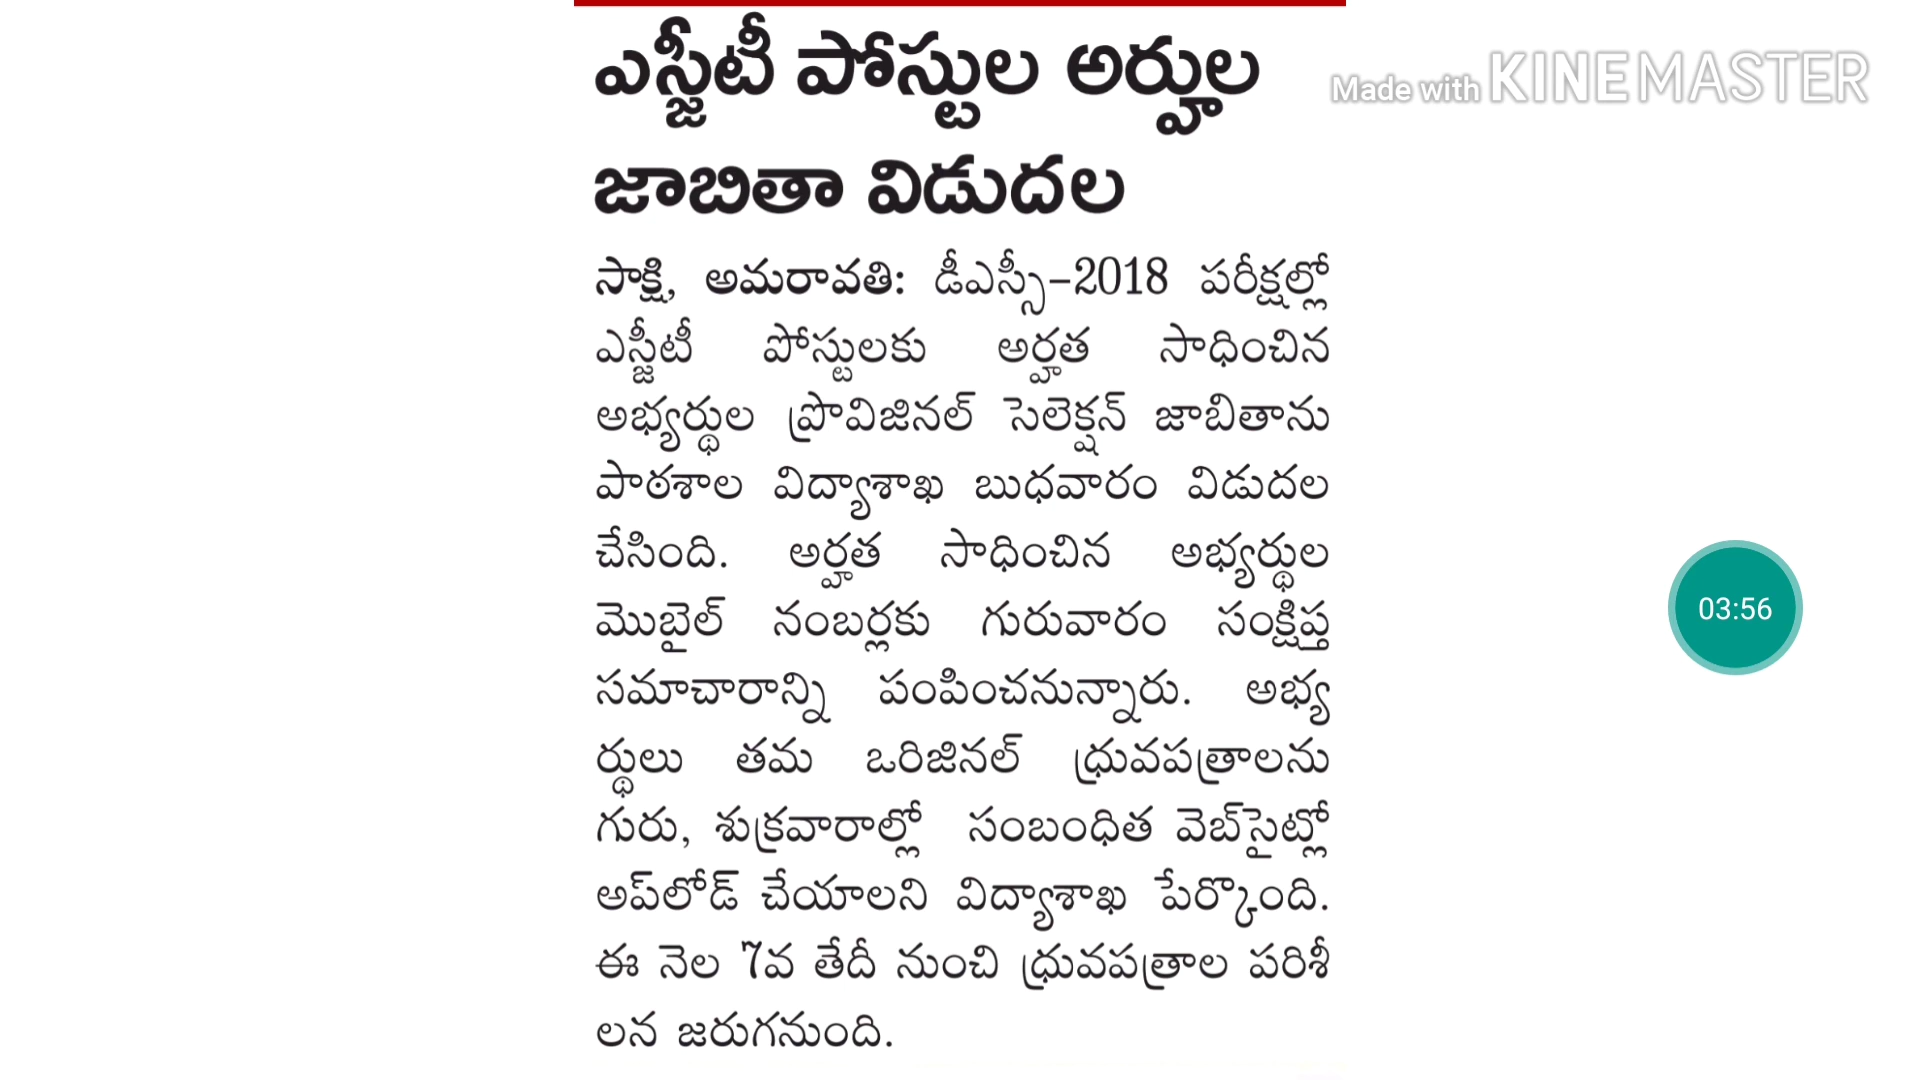 ఎస్జీటీ పోస్టుల అర్హుల
Made with KINEMASTER
జాబితా విడుదల
సాక్షి, అమరావతి: డీఎస్సీ–2018 పరీక్షల్లో
ఎస్జీటీ పోస్టులకు అర్హత సాధించిన
అభ్యర్థుల ప్రొవిజినల్ సెలెక్షన్ జాబితాను
పాఠశాల విద్యాశాఖ బుధవారం విడుదల
చేసింది. అర్హత సాధించిన అభ్యర్థుల
మొబైల్ నంబర్లకు గురువారం సంక్షిప్త
సమాచారాన్ని పంపించనున్నారు. అభ్య
ర్థులు తమ ఒరిజినల్ ధ్రువపత్రాలను
గురు, శుక్రవారాల్లో సంబంధిత వెబ్‌సైట్లో
అప్‌లోడ్ చేయాలని విద్యాశాఖ పేర్కొంది.
ఈ నెల 7వ తేదీ నుంచి ధ్రువపత్రాల పరిశీ
లన జరుగనుంది.
03:56